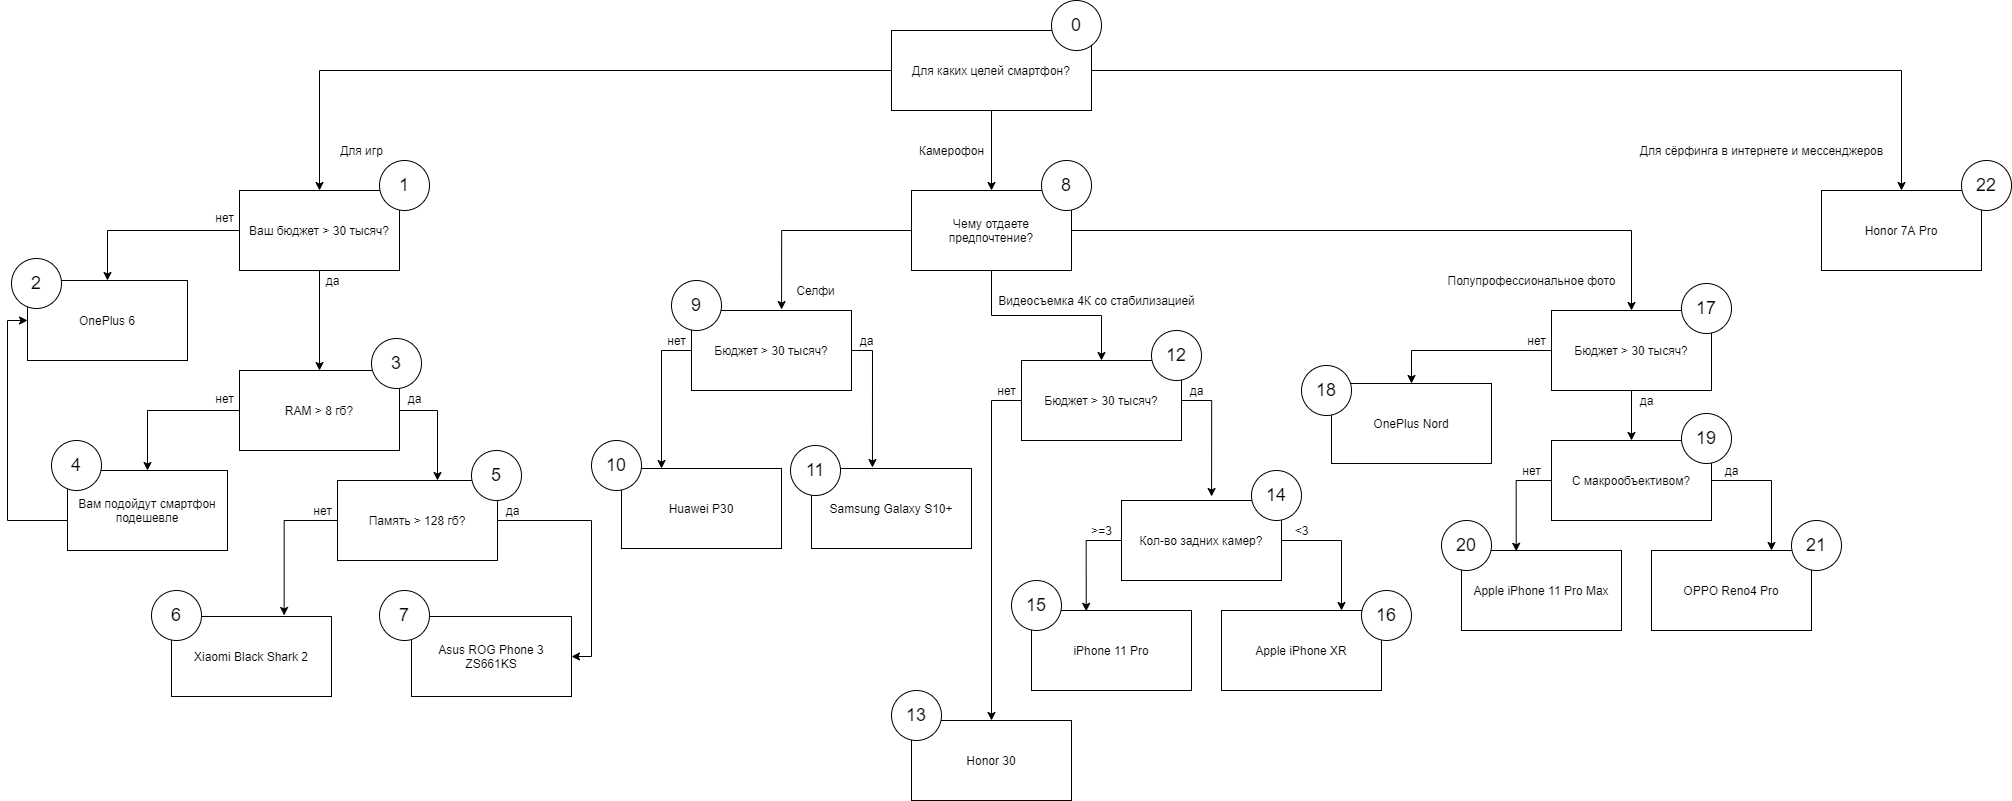 0
Для каких целей смартфон?
Для игр
Камерофон
Для сёрфинга в интернете и мессенджеров
1
Ваш бюджет > 30 тысяч?
нет
да
2
OnePlus 6
3
RAM > 8 гб?
нет
да
4
Вам подойдут смартфон
подешевле
5
Память > 128 гб?
нет
да
6
Xiaomi Black Shark 2
7
Asus ROG Phone 3
ZS661KS
8
Чему отдаете
предпочтение?
Селфи
Видеосъемка 4К со стабилизацией
Полупрофессиональное фото
9
Бюджет > 30 тысяч?
нет
да
10
Huawei P30
11
Samsung Galaxy S10+
12
Бюджет > 30 тысяч?
нет
да
13
Honor 30
14
Кол-во задних камер?
>=3
<3
15
iPhone 11 Pro
16
Apple iPhone XR
17
Бюджет > 30 тысяч?
нет
да
18
OnePlus Nord
19
С макрообъективом?
нет
да
20
Apple iPhone 11 Pro Max
21
OPPO Reno4 Pro
22
Honor 7A Pro